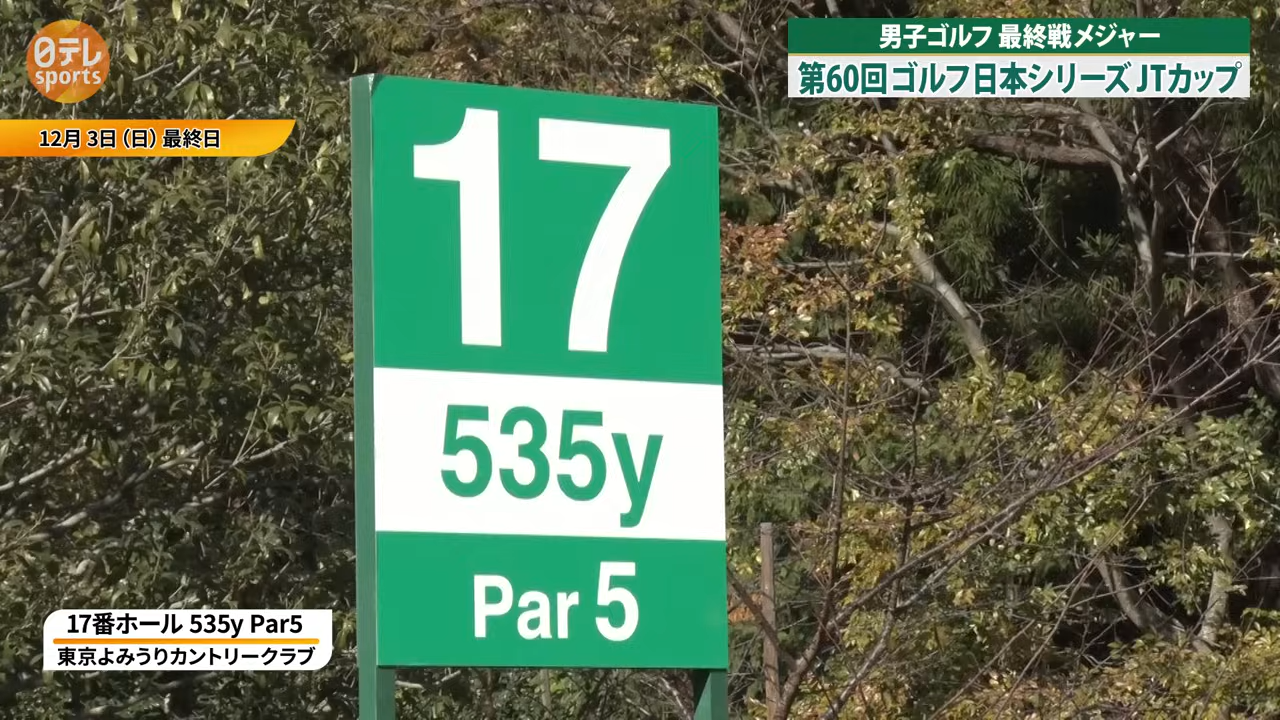 日テレ
sports
男子ゴルフ 最終戦メジャー
第60回 ゴルフ日本シリーズ JTカップ
12月 3日 (日) 最終日
17
535y
Par 5
17番ホール 535y Par5
東京よみうりカントリークラブ